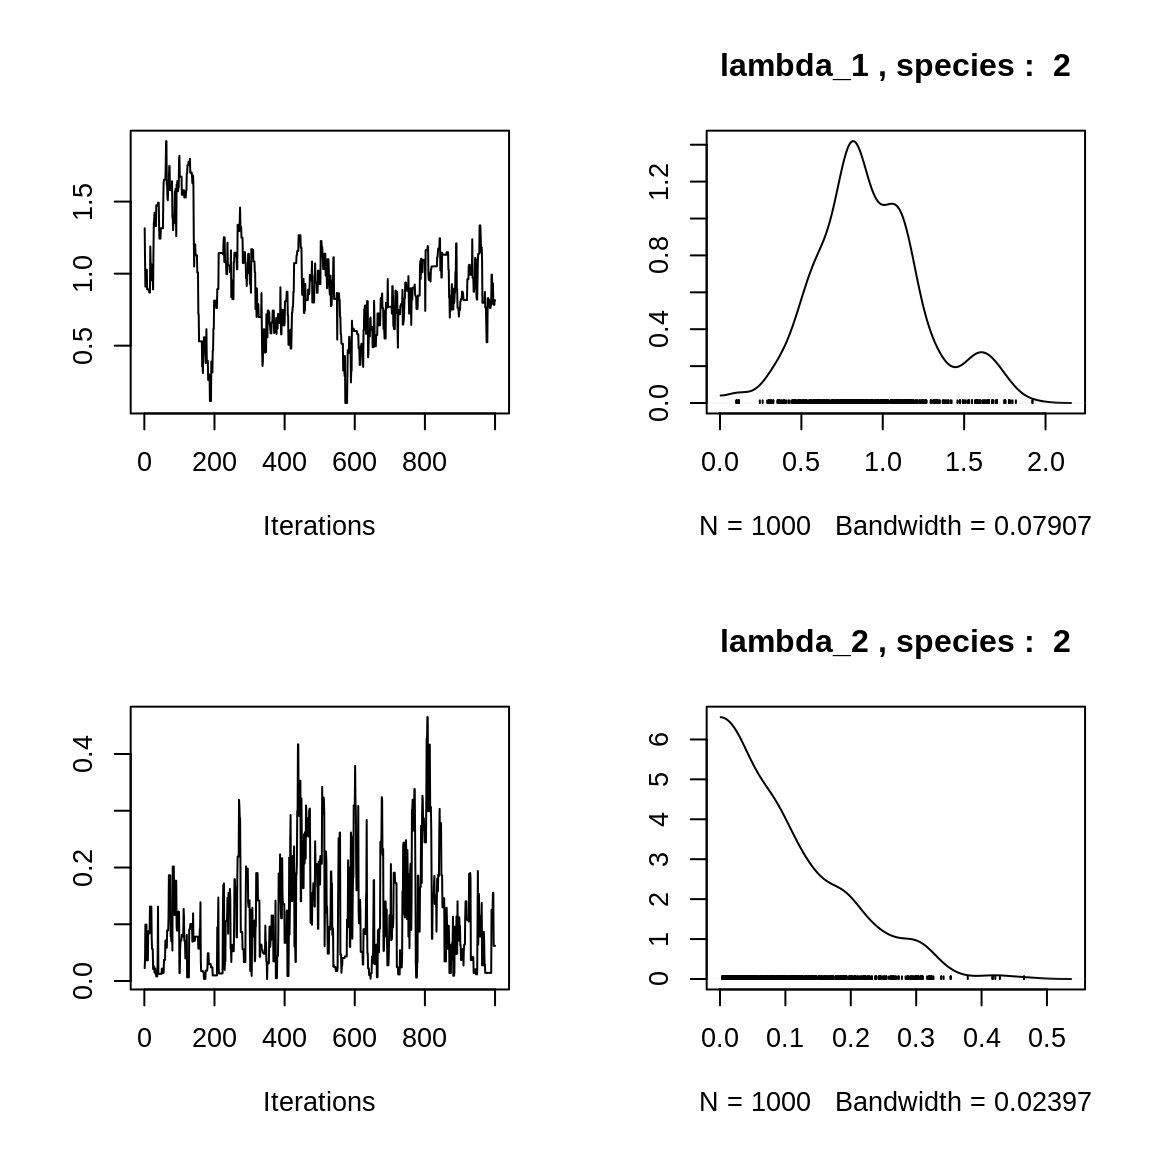 lambda_1 , species :  2
1.5
1.0
0.5
0 200 400 600 800
Iterations
1.2
0.8
0.4
0.0
0.0 0.5 1.0 1.5 2.0
N = 1000   Bandwidth = 0.07907
lambda_2 , species :  2
0.4
0.2
0.0
0 200 400 600 800
Iterations
6
5
4
3
2
1
0
0.0 0.1 0.2 0.3 0.4 0.5
N = 1000   Bandwidth = 0.02397